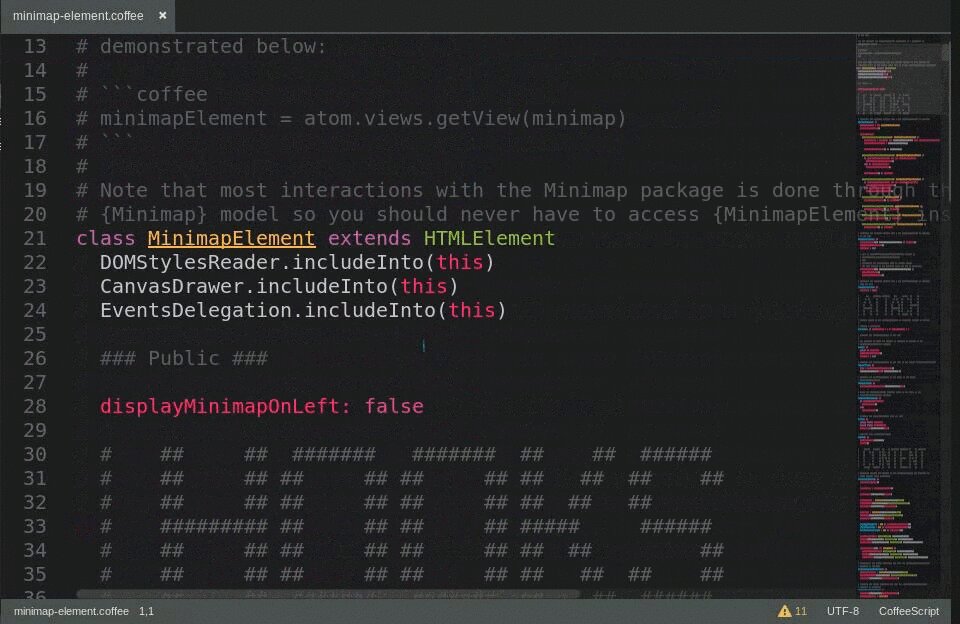 minimap-element.coffee ×
13 # demonstrated below:
14 #
15 # ```coffee
16 # minimapElement = atom.views.getView(minimap)
17 # ```
18 #
19 # Note that most interactions with the Minimap package is done through th
20 # {Minimap} model so you should never have to access {MinimapElement} ins
21 class MinimapElement extends HTMLElement
22   DOMStylesReader.includeInto(this)
23   CanvasDrawer.includeInto(this)
24   EventsDelegation.includeInto(this)
25
26   ### Public ###
27
28   displayMinimapOnLeft: false
29
30   #    ##     ##  #######   #######  ##    ##  ######
31   #    ##     ## ##     ## ##     ## ##   ##  ##    ##
32   #    ##     ## ##     ## ##     ## ##  ##   ##
33   #    ######### ##     ## ##     ## #####     ######
34   #    ##     ## ##     ## ##     ## ##  ##         ##
35   #    ##     ## ##     ## ##     ## ##   ##  ##    ##
36
HOOKS
ATTACH
CONTENT
minimap-element.coffee 1,1 11 UTF-8 CoffeeScript